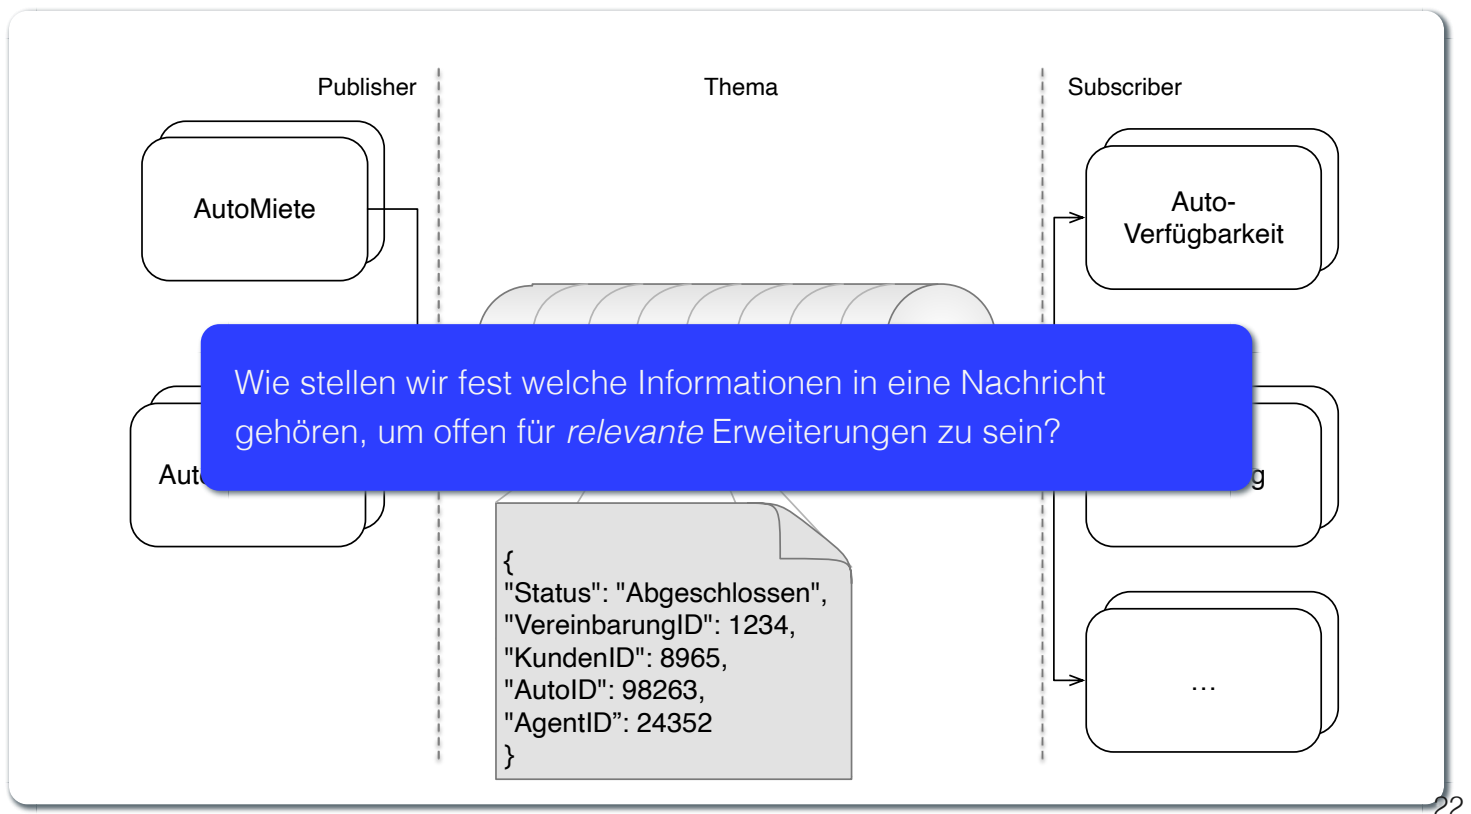 Publisher
Thema
Subscriber
AutoMiete
Auto-
Verfügbarkeit
Wie stellen wir fest welche Informationen in eine Nachricht
gehören, um offen für relevante Erweiterungen zu sein?
{
"Status": "Abgeschlossen",
"VereinbarungID": 1234,
"KundenID": 8965,
"AutoID": 98263,
"AgentID”: 24352
}
…
22